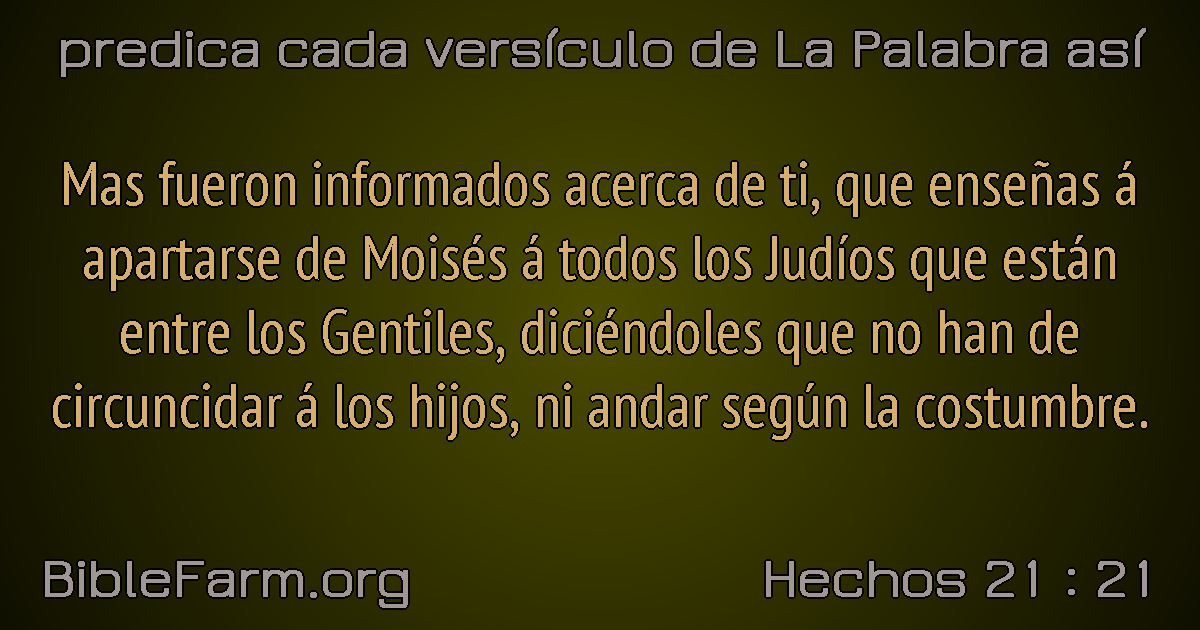 predica cada versículo de La Palabra así
Mas fueron informados acerca de ti, que enseñas á
apartarse de Moisés á todos los Judíos que están
entre los Gentiles, diciéndoles que no han de
circuncidar á los hijos, ni andar según la costumbre.
BibleFarm.org
Hechos 21 : 21